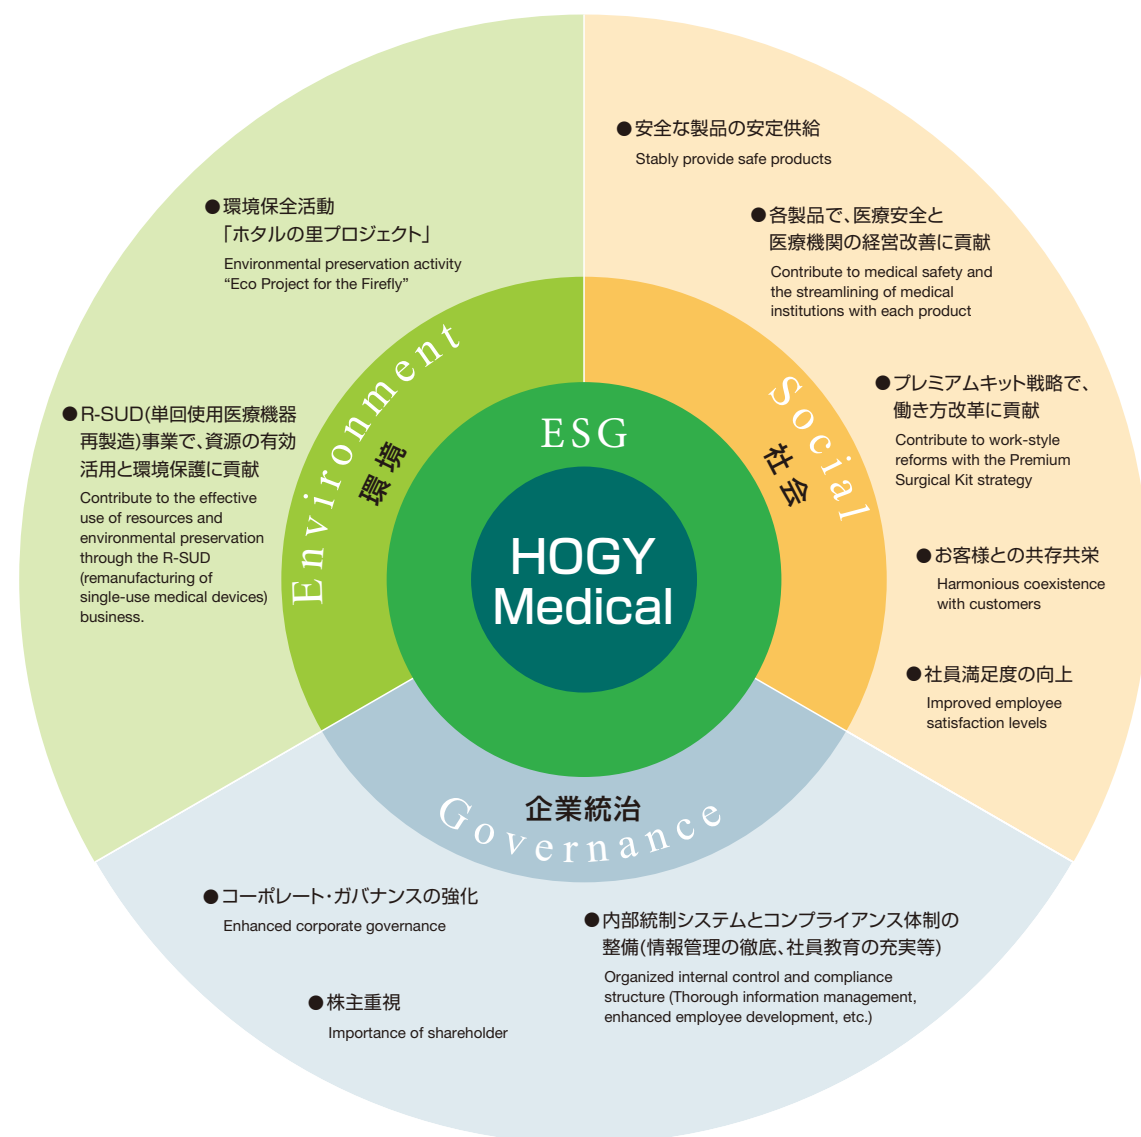 HOGY
Medical
ESG
Environment
環境
●環境保全活動
「ホタルの里プロジェクト」
Environmental preservation activity
“Eco Project for the Firefly”
●R-SUD(単回使用医療機器
再製造)事業で、資源の有効
活用と環境保護に貢献
Contribute to the effective
use of resources and
environmental preservation
through the R-SUD
(remanufacturing of
single-use medical devices)
business.
Social
社会
●安全な製品の安定供給
Stably provide safe products
●各製品で、医療安全と
医療機関の経営改善に貢献
Contribute to medical safety and
the streamlining of medical
institutions with each product
●プレミアムキット戦略で、
働き方改革に貢献
Contribute to work-style
reforms with the Premium
Surgical Kit strategy
●お客様との共存共栄
Harmonious coexistence
with customers
●社員満足度の向上
Improved employee
satisfaction levels
企業統治
Governance
●コーポレート・ガバナンスの強化
Enhanced corporate governance
●株主重視
Importance of shareholder
●内部統制システムとコンプライアンス体制の
整備(情報管理の徹底、社員教育の充実等)
Organized internal control and compliance
structure (Thorough information management,
enhanced employee development, etc.)